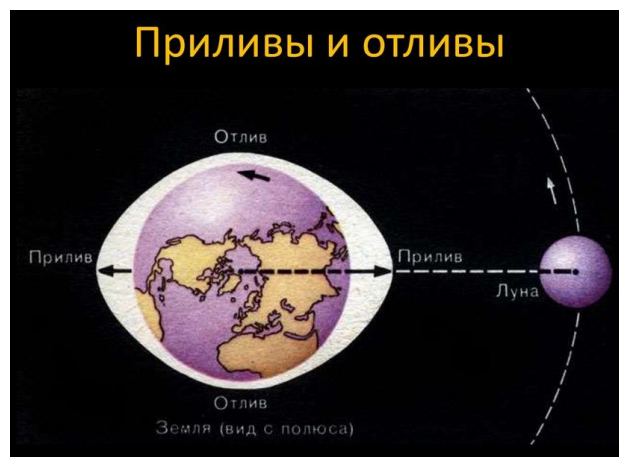 Приливы и отливы
Отлив
Прилив
Прилив
Луна
Отлив
Земля (вид с полюса)